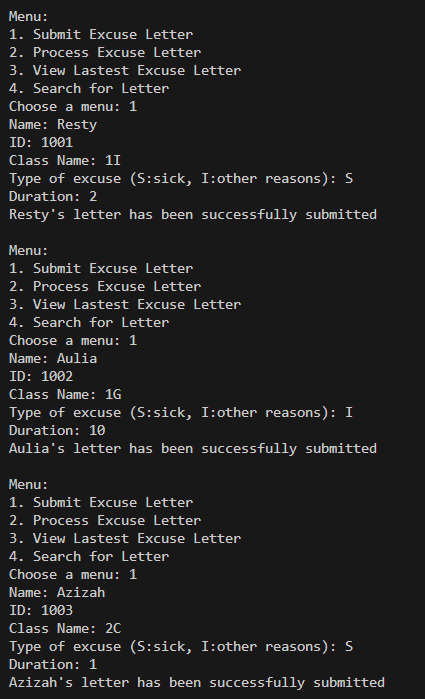 Menu:
1. Submit Excuse Letter
2. Process Excuse Letter
3. View Lastest Excuse Letter
4. Search for Letter
Choose a menu: 1
Name: Resty
ID: 1001
Class Name: 1I
Type of excuse (S:sick, I:other reasons): S
Duration: 2
Resty's letter has been successfully submitted

Menu:
1. Submit Excuse Letter
2. Process Excuse Letter
3. View Lastest Excuse Letter
4. Search for Letter
Choose a menu: 1
Name: Aulia
ID: 1002
Class Name: 1G
Type of excuse (S:sick, I:other reasons): I
Duration: 10
Aulia's letter has been successfully submitted

Menu:
1. Submit Excuse Letter
2. Process Excuse Letter
3. View Lastest Excuse Letter
4. Search for Letter
Choose a menu: 1
Name: Azizah
ID: 1003
Class Name: 2C
Type of excuse (S:sick, I:other reasons): S
Duration: 1
Azizah's letter has been successfully submitted